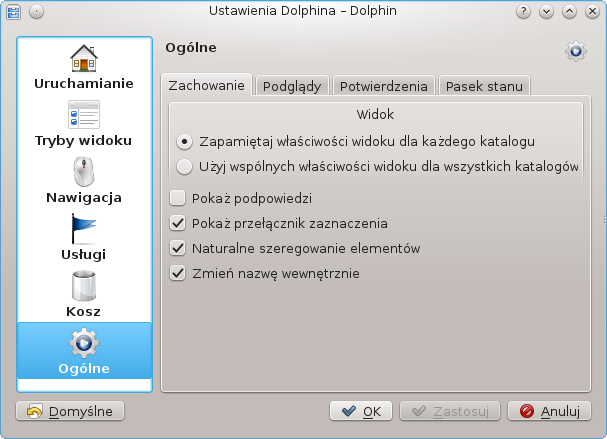 Ustawienia Dolphina – Dolphin
Uruchamianie
Tryby widoku
Nawigacja
Usługi
Kosz
Ogólne
Ogólne
Zachowanie Podglądy Potwierdzenia Pasek stanu
Widok
Zapamiętaj właściwości widoku dla każdego katalogu
Użyj wspólnych właściwości widoku dla wszystkich katalogów
Pokaż podpowiedzi
Pokaż przełącznik zaznaczenia
Naturalne szeregowanie elementów
Zmień nazwę wewnętrznie
Domyślne OK Zastosuj Anuluj